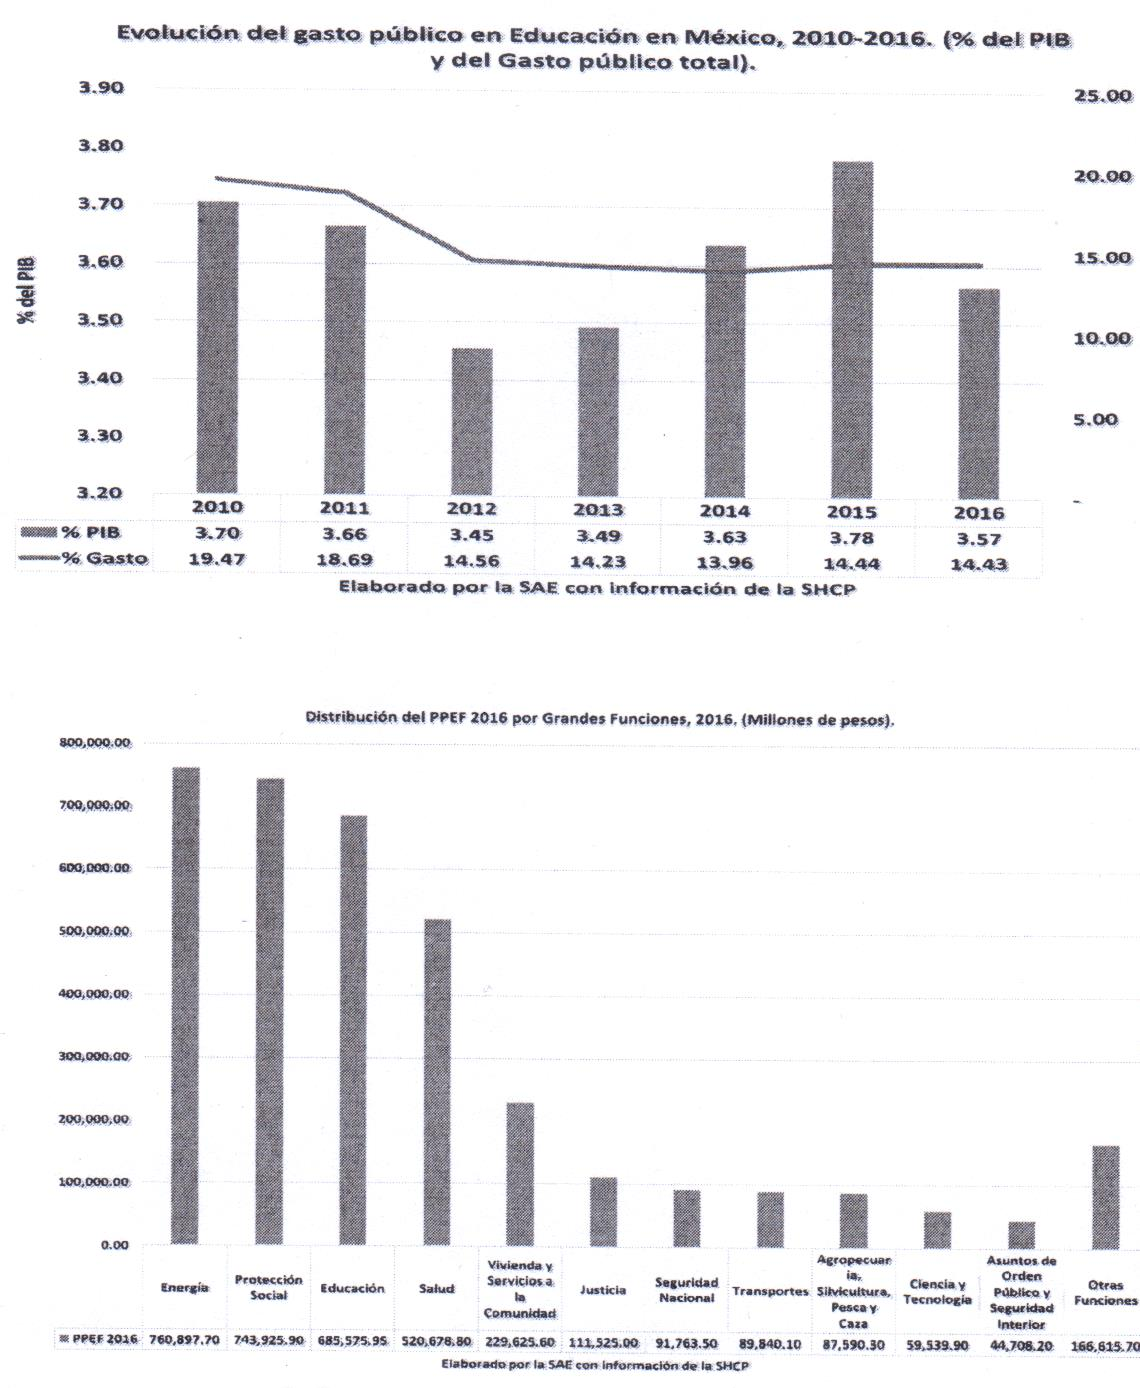 Evolución del gasto público en Educación en México, 2010-2016. (% del PIB
y del Gasto público total).
3.90
3.80
3.70
3.60
3.50
3.40
3.30
3.20
% del PIB
25.00
20.00
15.00
10.00
5.00
-
2010 2011 2012 2013 2014 2015 2016
% PIB 3.70 3.66 3.45 3.49 3.63 3.78 3.57
% Gasto 19.47 18.69 14.56 14.23 13.96 14.44 14.43
Elaborado por la SAE con información de la SHCP
Distribución del PPEF 2016 por Grandes Funciones, 2016. (Millones de pesos).
800,000.00
700,000.00
600,000.00
500,000.00
400,000.00
300,000.00
200,000.00
100,000.00
0.00
Energía
Protección
Social
Educación
Salud
Vivienda y
Servicios a
la
Comunidad
Justicia
Seguridad
Nacional
Transportes
Agropecuar
ia,
Silvicultura,
Pesca y
Caza
Ciencia y
Tecnología
Asuntos de
Orden
Público y
Seguridad
Interior
Otras
Funciones
PPEF 2016 760,897.70 743,925.90 685,575.95 520,678.80 229,625.60 111,525.00 91,763.50 89,840.10 87,590.30 59,539.90 44,708.20 166,615.70
Elaborado por la SAE con información de la SHCP